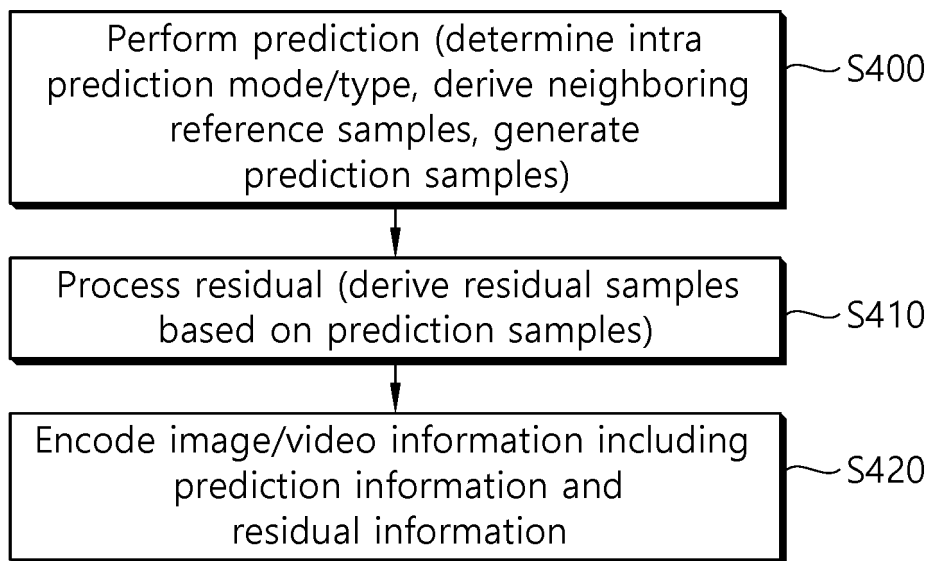 Perform prediction (determine intra
prediction mode/type, derive neighboring
reference samples, generate
prediction samples)
S400
Process residual (derive residual samples
based on prediction samples)
S410
Encode image/video information including
prediction information and
residual information
S420